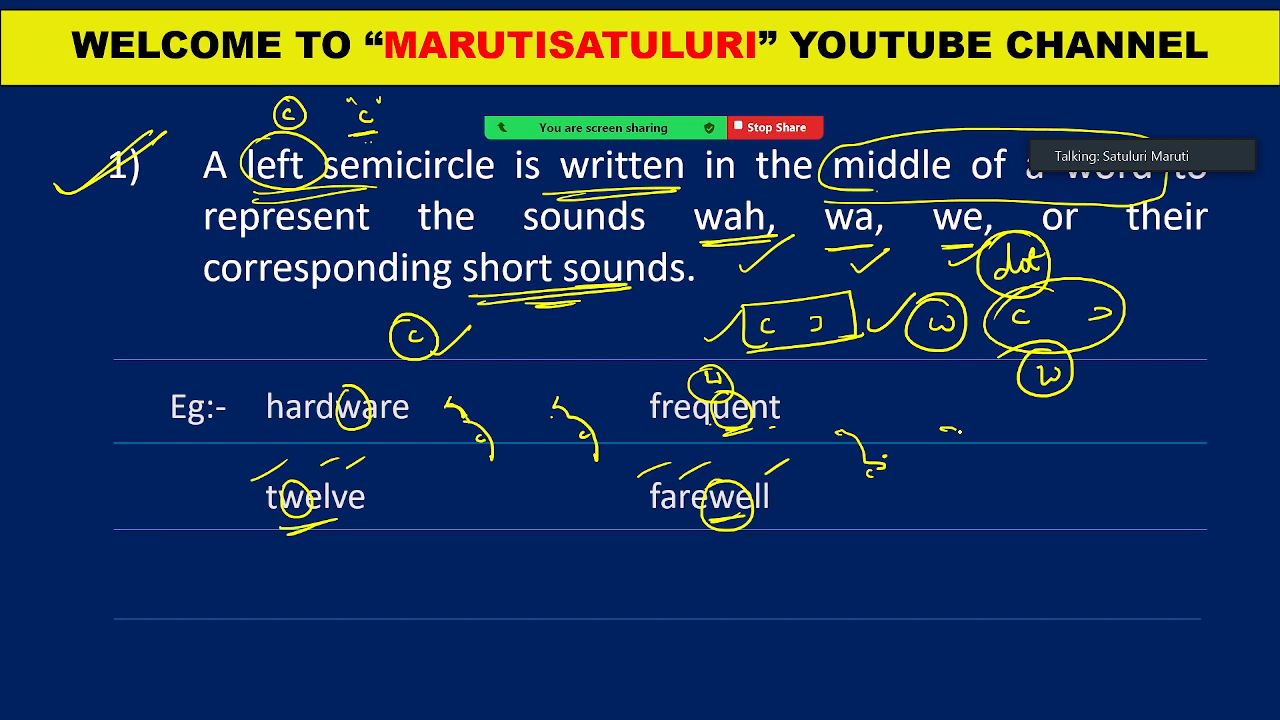 WELCOME TO “MARUTISATULURI” YOUTUBE CHANNEL
c "c"
You are screen sharing Stop Share
Talking: Satuluri Maruti
1) A left semicircle is written in the middle of a word to
represent the sounds wah, wa, we, or their
corresponding short sounds.
dot
c c ɔ w c ɔ
w
Eg:- hardware frequent
twelve farewell